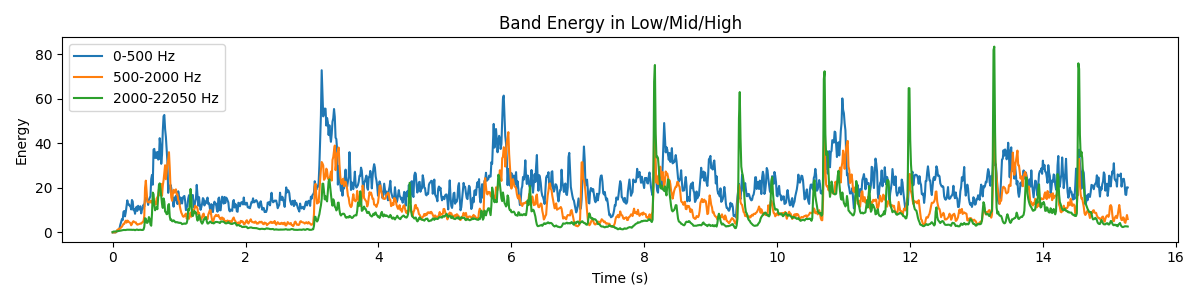 Band Energy in Low/Mid/High
0-500 Hz
500-2000 Hz
2000-22050 Hz
Energy
80
60
40
20
0
0 2 4 6 8 10 12 14 16
Time (s)